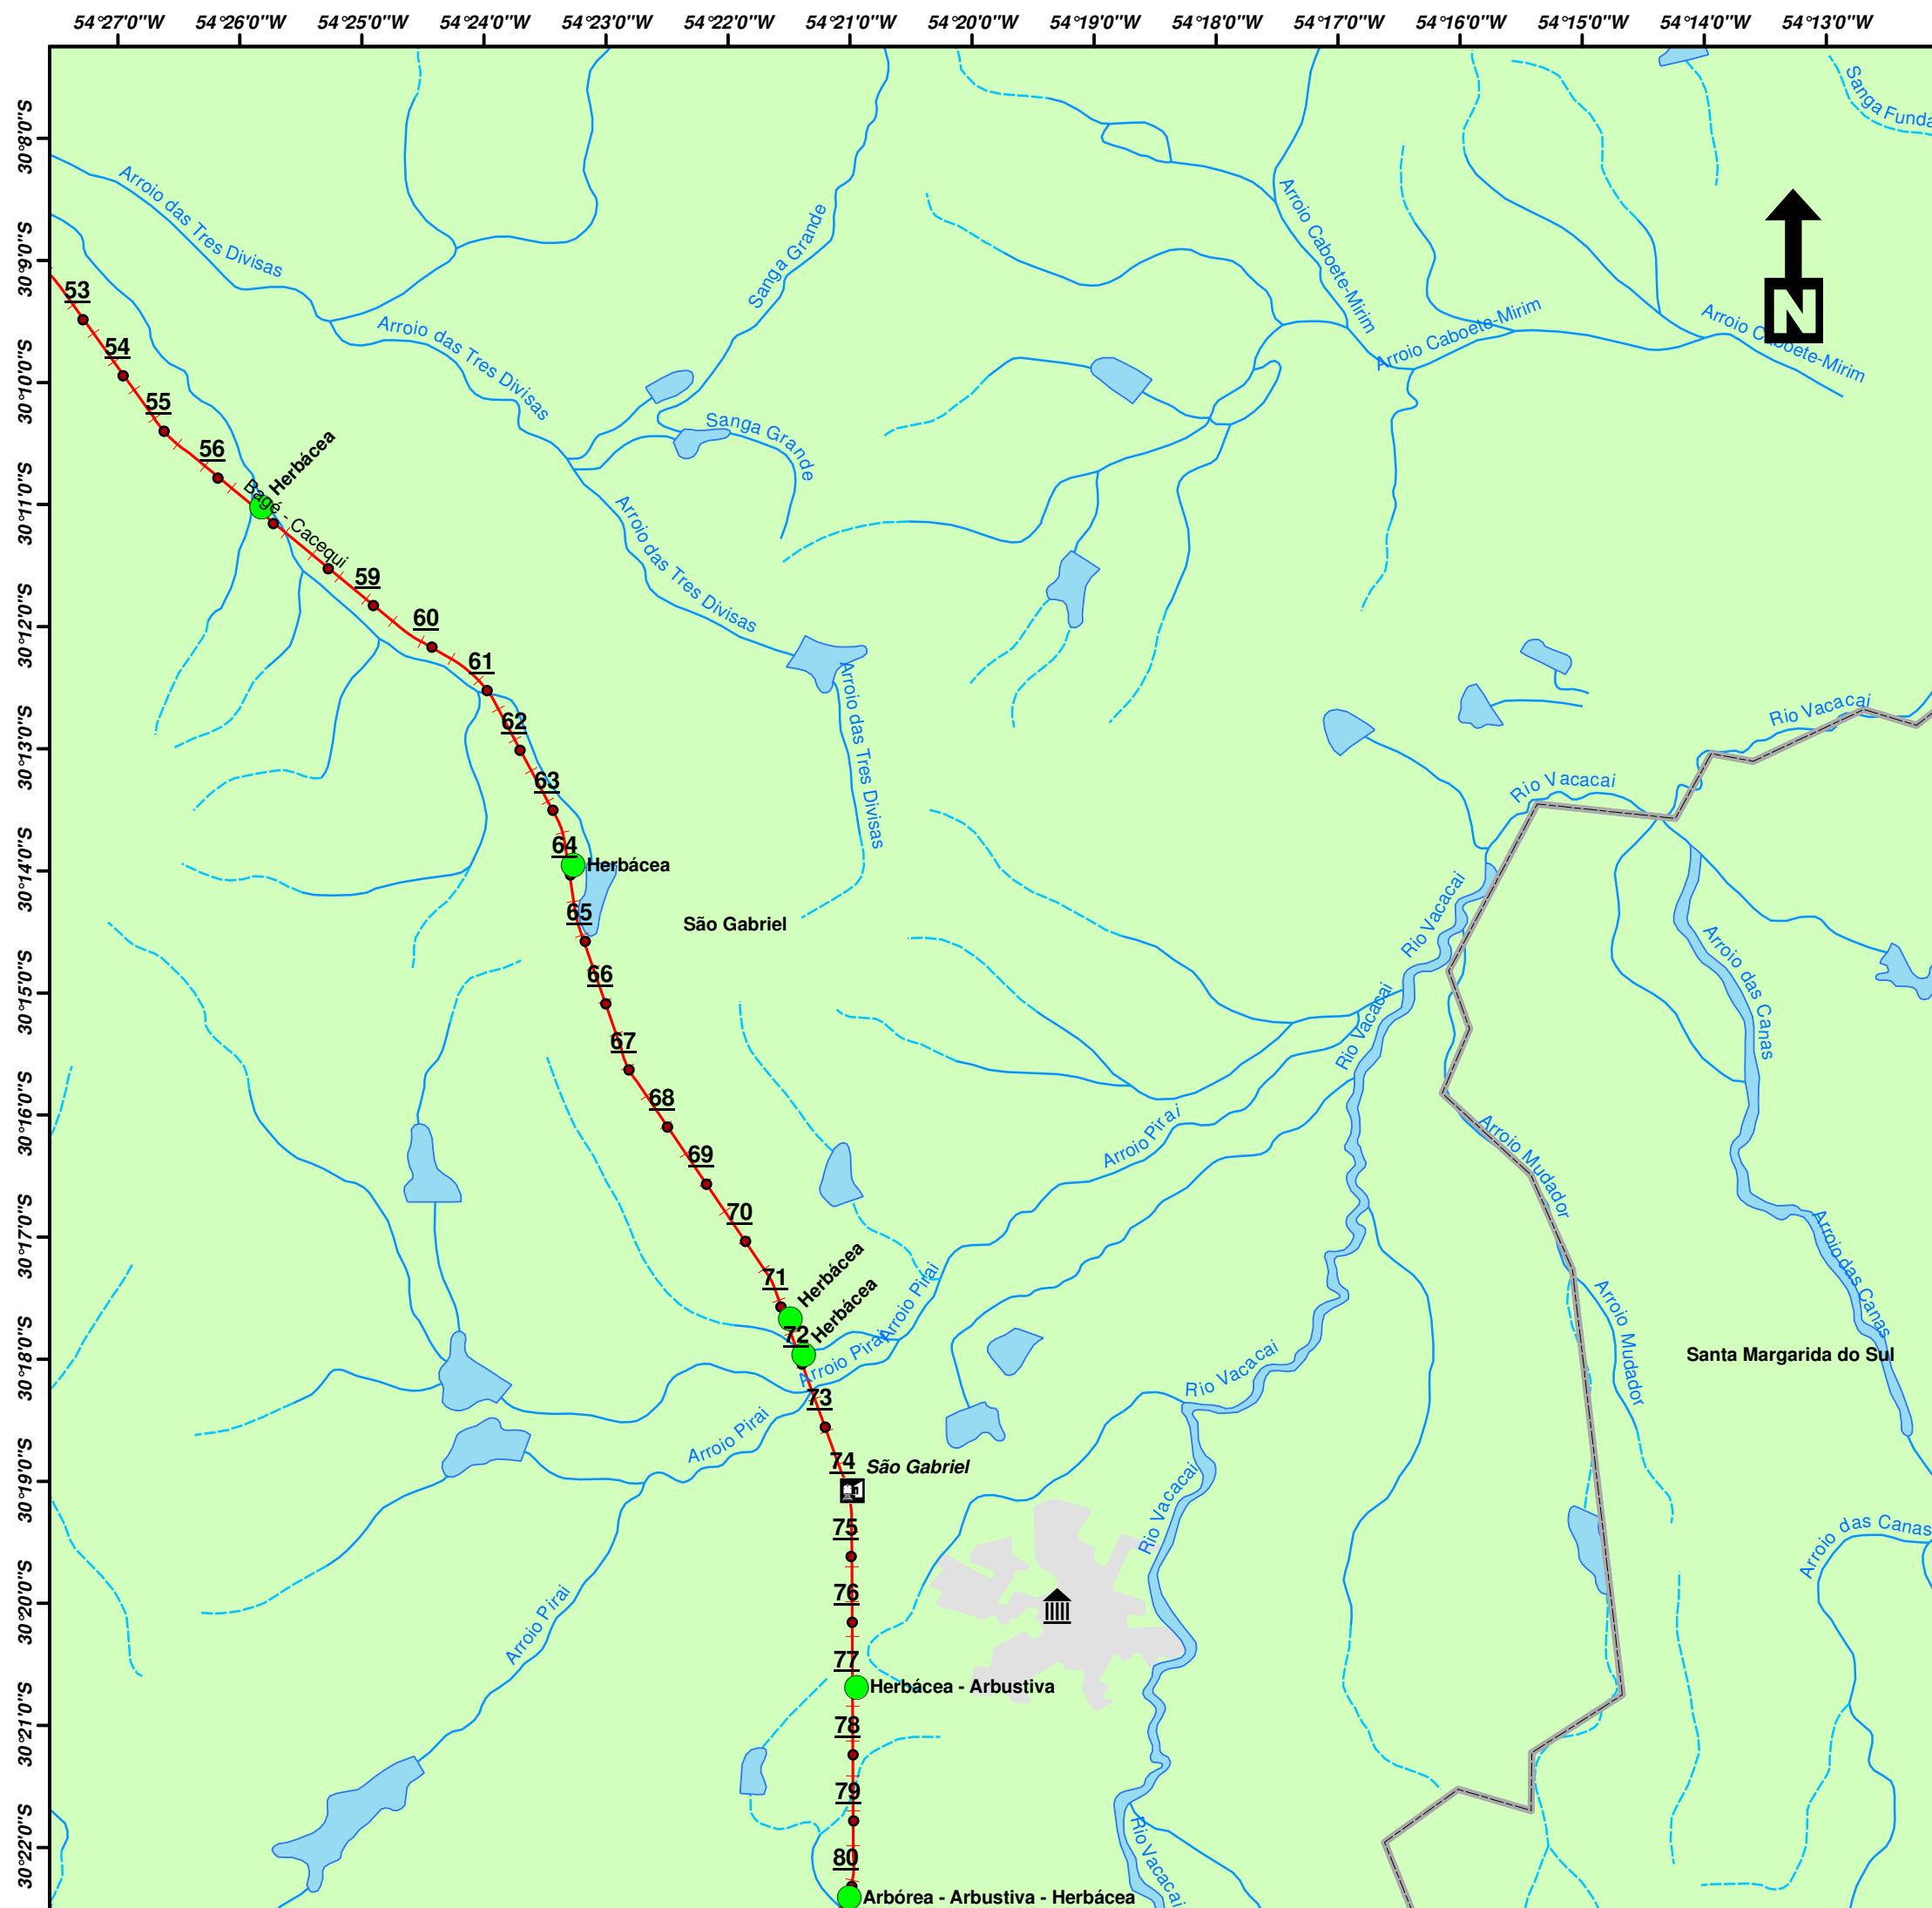 54°27'0"W 54°26'0"W 54°25'0"W 54°24'0"W 54°23'0"W 54°22'0"W 54°21'0"W 54°20'0"W 54°19'0"W 54°18'0"W 54°17'0"W 54°16'0"W 54°15'0"W 54°14'0"W 54°13'0"W
30°8'0"S
30°9'0"S
30°10'0"S
30°11'0"S
30°12'0"S
30°13'0"S
30°14'0"S
30°15'0"S
30°16'0"S
30°17'0"S
30°18'0"S
30°19'0"S
30°20'0"S
30°21'0"S
30°22'0"S
Sanga Funda
Arroio das Tres Divisas
Sanga Grande
Arroio Caboete-Mirim
N
53
Arroio das Tres Divisas
Arroio Caboete-Mirim
Arroio Caboete-Mirim
54
55
Sanga Grande
56
Herbácea
Bagé - Cacequi
Arroio das Tres Divisas
59
60
61
Arroio das Tres Divisas
62
Rio Vacacai
63
Rio Vacacai
64
Herbácea
65
São Gabriel
Rio Vacacai
Arroio das Canas
66
67
Rio Vacacai
68
Arroio Pirai
Arroio Mudador
69
70
71
Herbácea
Arroio das Canas
72
Herbácea
Arroio Pirai
Arroio Pirai
Arroio Mudador
Rio Vacacai
Santa Margarida do Sul
73
Arroio Pirai
74
São Gabriel
Rio Vacacai
75
Arroio das Canas
76
Arroio Pirai
77
Herbácea - Arbustiva
78
79
Rio Vacacai
80
Arbórea - Arbustiva - Herbácea